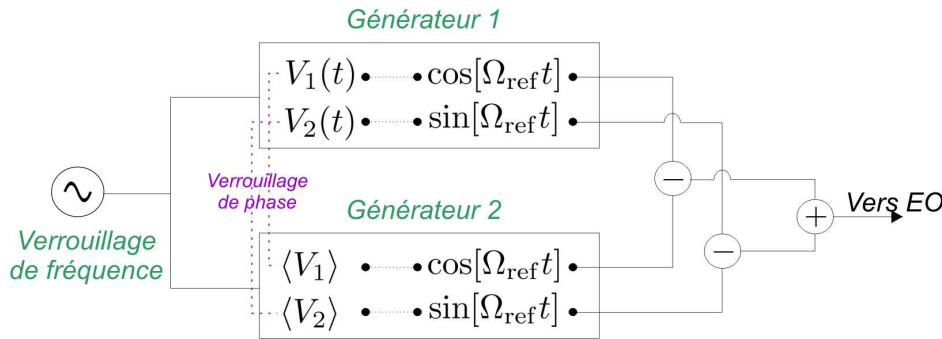 Générateur 1
V₁(t) cos[Ω_ref t]
V₂(t) sin[Ω_ref t]
Verrouillage
de phase
Verrouillage
de fréquence
Générateur 2
⟨V₁⟩ cos[Ω_ref t]
⟨V₂⟩ sin[Ω_ref t]
−
−
+
Vers EO